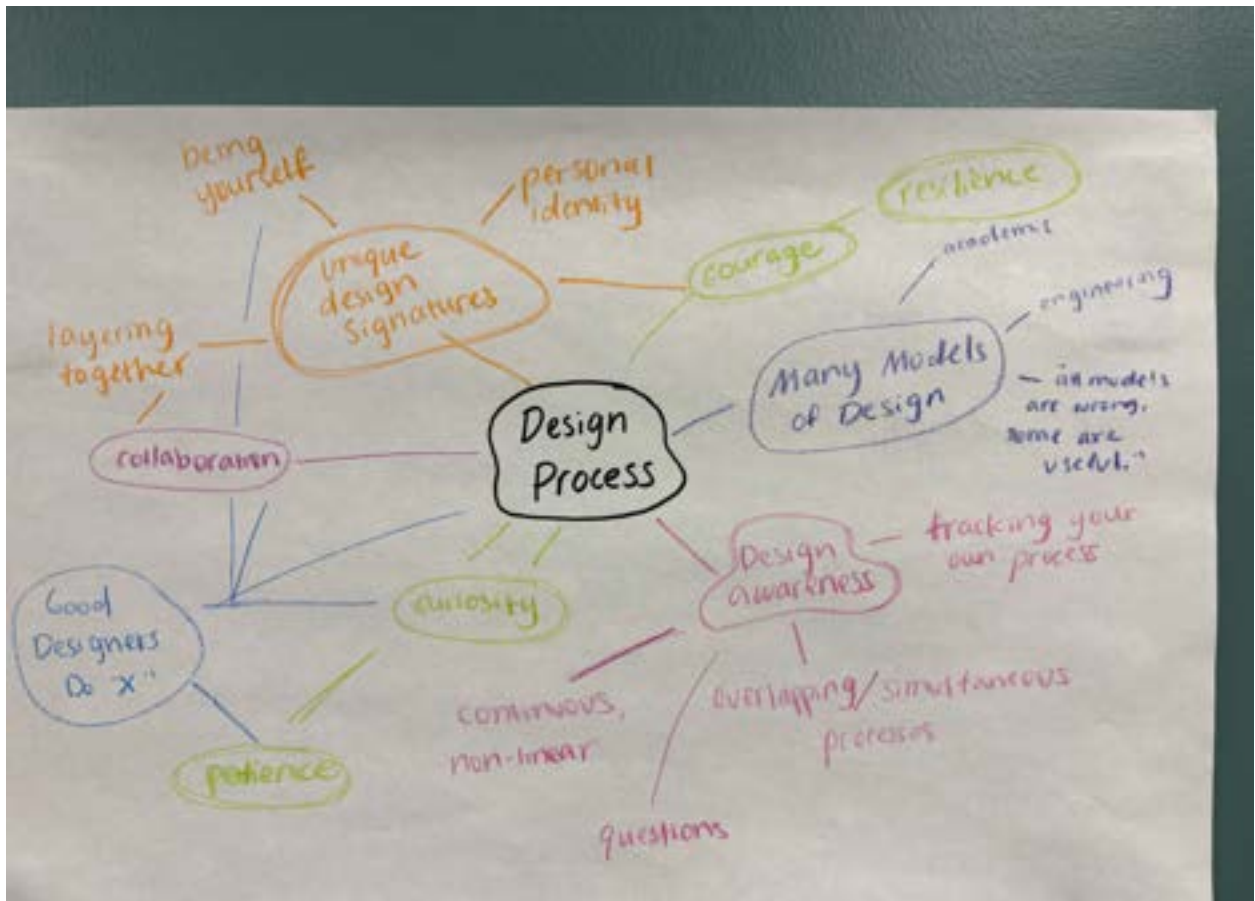 being
yourself
personal
identity
resilience
unique
design
signatures
courage
academic
engineering
layering
together
Many Models
of Design
– all models
are wrong.
some are
useful."
Design
Process
collaboration
Design
awareness
tracking your
own process
Good
Designers
Do "X"
curiosity
continuous,
non-linear
overlapping/simultaneous
processes
patience
questions